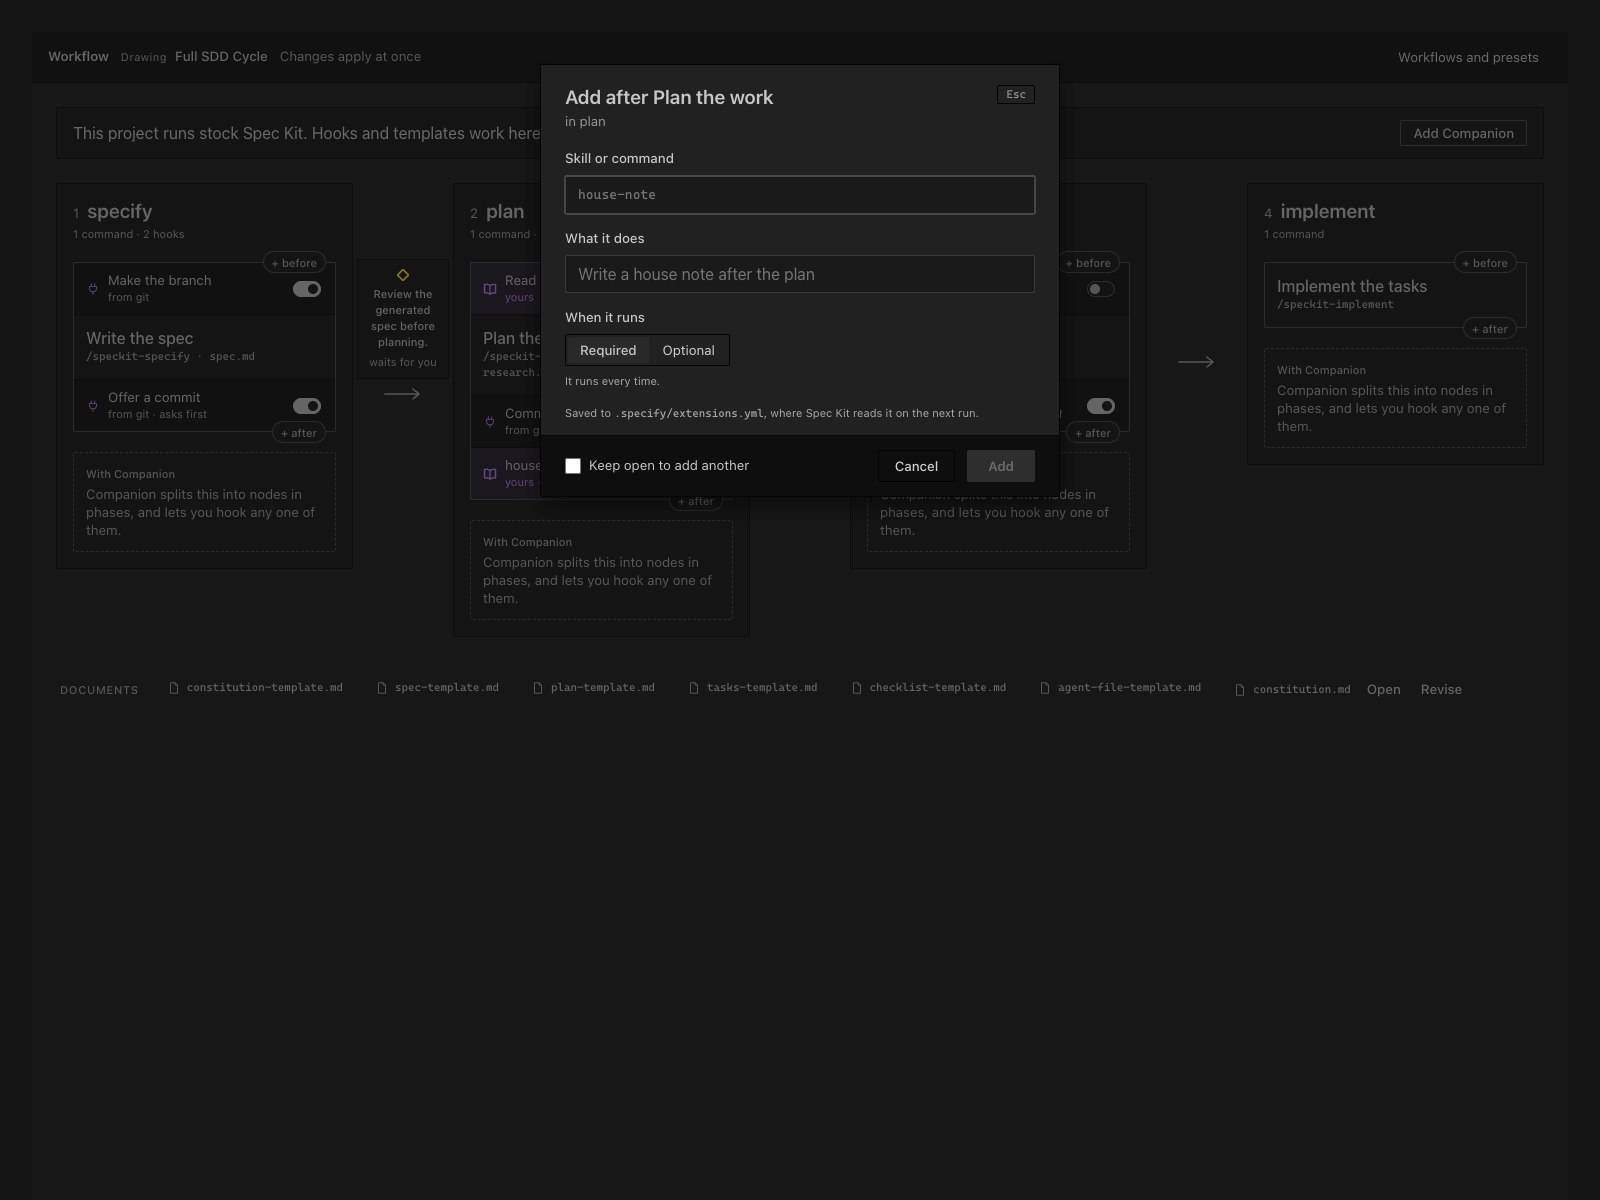 Workflow Drawing Full SDD Cycle Changes apply at once
Workflows and presets
This project runs stock Spec Kit. Hooks and templates work here
Add Companion
Add after Plan the work
Esc
in plan
Skill or command
house-note
What it does
Write a house note after the plan
When it runs
Required Optional
It runs every time.
Saved to .specify/extensions.yml, where Spec Kit reads it on the next run.
Keep open to add another
Cancel
Add
1 specify
1 command · 2 hooks
+ before
Make the branch
from git
Write the spec
/speckit-specify · spec.md
Offer a commit
from git · asks first
+ after
With Companion
Companion splits this into nodes in
phases, and lets you hook any one of
them.
Review the
generated
spec before
planning.
waits for you
2 plan
1 command ·
Read
yours
Plan the
/speckit-
research.
Comm
from g
house
yours ·
+ after
With Companion
Companion splits this into nodes in
phases, and lets you hook any one of
them.
+ before
+ after
Companion splits this into nodes in
phases, and lets you hook any one of
them.
4 implement
1 command
+ before
Implement the tasks
/speckit-implement
+ after
With Companion
Companion splits this into nodes in
phases, and lets you hook any one of
them.
DOCUMENTS
constitution-template.md
spec-template.md
plan-template.md
tasks-template.md
checklist-template.md
agent-file-template.md
constitution.md
Open
Revise